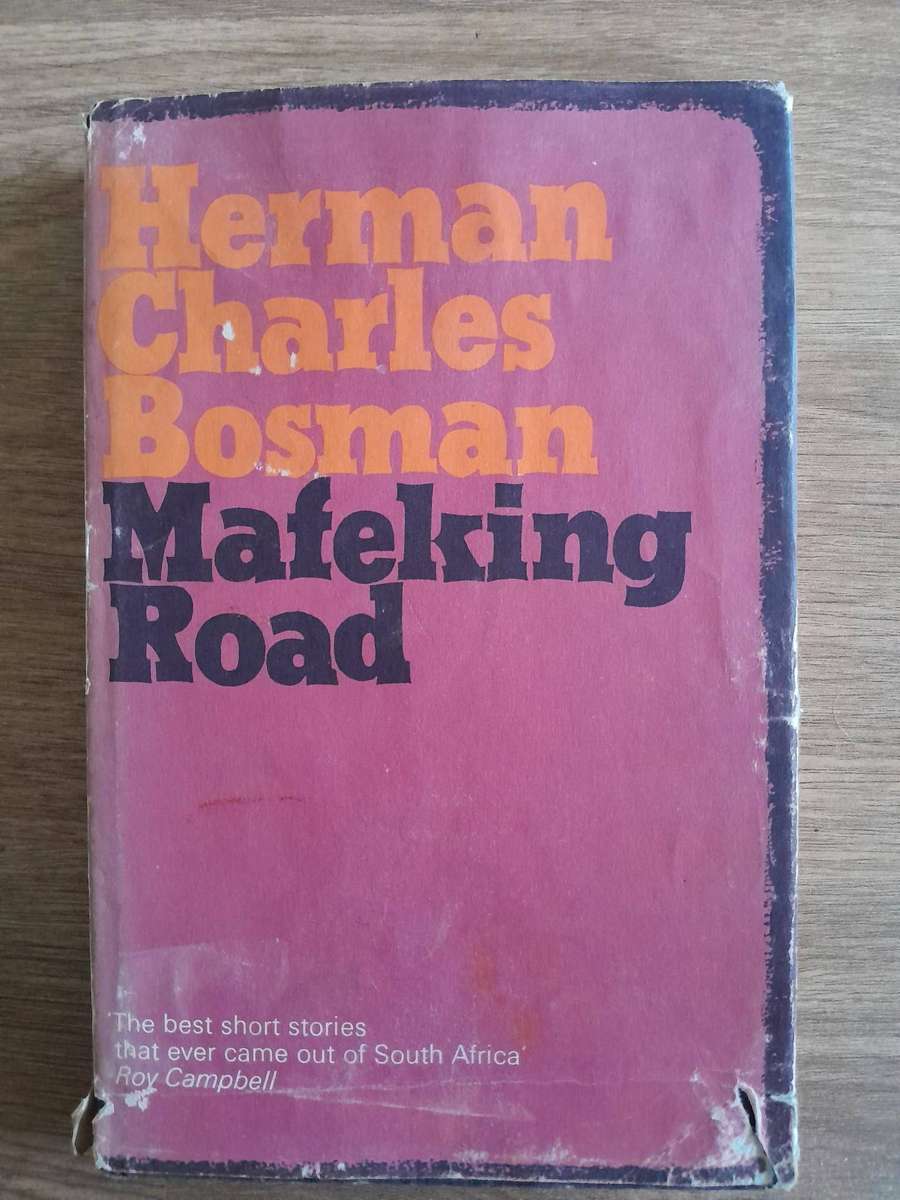 Herman
Charles
Bosman
Mafeking
Road
'The best short stories
that ever came out of South Africa'
Roy Campbell